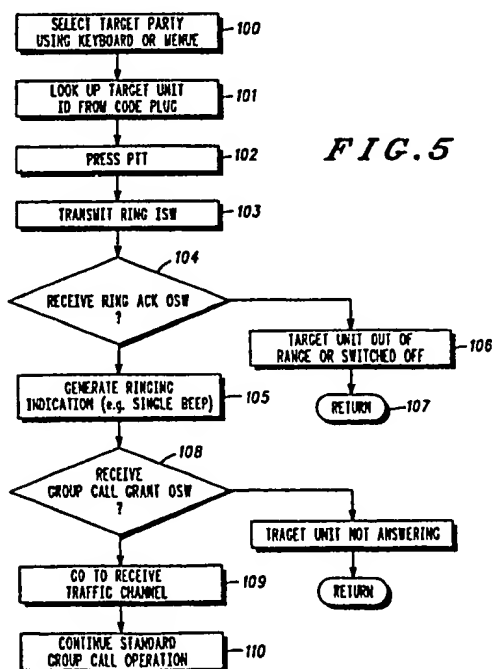 SELECT TARGET PARTY
USING KEYBOARD OR MENUE
100
LOOK UP TARGET UNIT
ID FROM CODE PLUG
101
PRESS PTT
102
FIG.5
TRANSMIT RING ISW
103
104
RECEIVE RING ACK OSW
?
TARGET UNIT OUT OF
RANGE OR SWITCHED OFF
106
GENERATE RINGING
INDICATION (e.g. SINGLE BEEP)
105
RETURN
107
108
RECEIVE
GROUP CALL GRANT OSW
?
TRAGET UNIT NOT ANSWERING
GO TO RECEIVE
TRAFFIC CHANNEL
109
RETURN
CONTINUE STANDARD
GROUP CALL OPERATION
110